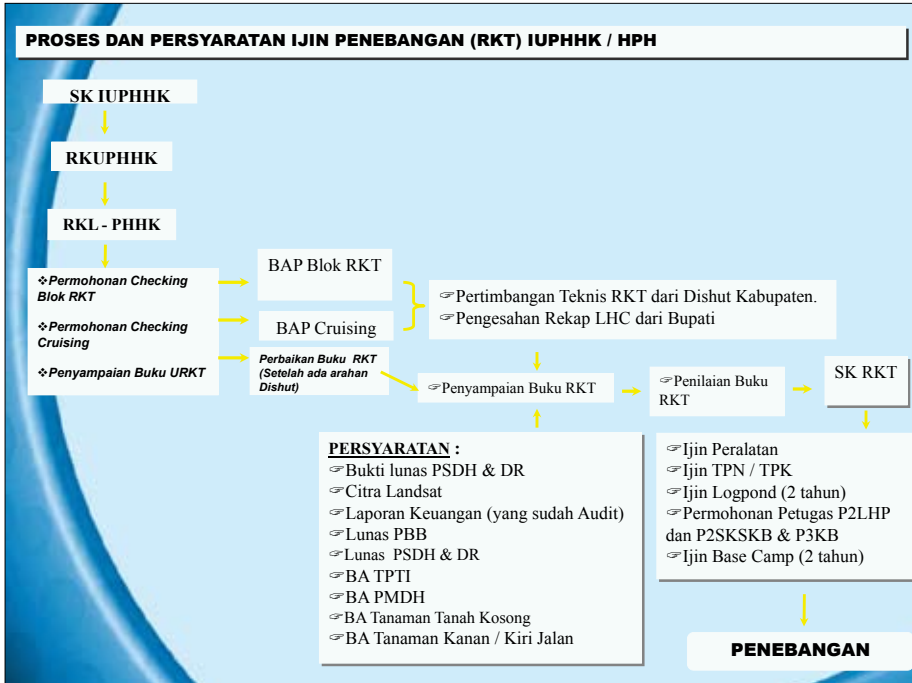 PROSES DAN PERSYARATAN IJIN PENEBANGAN (RKT) IUPHHK / HPH
SK IUPHHK
RKUPHHK
RKL - PHHK
❖Permohonan Checking
Blok RKT
❖Permohonan Checking
Cruising
❖Penyampaian Buku URKT
BAP Blok RKT
BAP Cruising
Perbaikan Buku RKT
(Setelah ada arahan
Dishut)
☞Pertimbangan Teknis RKT dari Dishut Kabupaten.
☞Pengesahan Rekap LHC dari Bupati
☞Penyampaian Buku RKT
☞Penilaian Buku
RKT
SK RKT
PERSYARATAN :
☞Bukti lunas PSDH & DR
☞Citra Landsat
☞Laporan Keuangan (yang sudah Audit)
☞Lunas PBB
☞Lunas PSDH & DR
☞BA TPTI
☞BA PMDH
☞BA Tanaman Tanah Kosong
☞BA Tanaman Kanan / Kiri Jalan
☞Ijin Peralatan
☞Ijin TPN / TPK
☞Ijin Logpond (2 tahun)
☞Permohonan Petugas P2LHP
dan P2SKSKB & P3KB
☞Ijin Base Camp (2 tahun)
PENEBANGAN